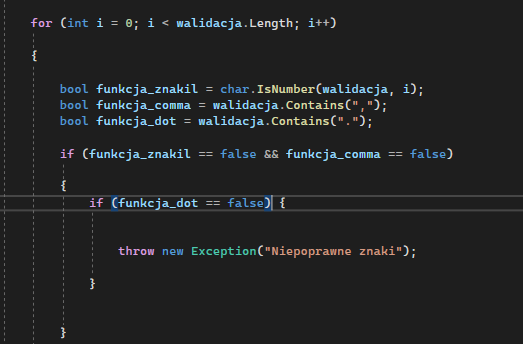 for (int i = 0; i < walidacja.Length; i++)
{
bool funkcja_znakil = char.IsNumber(walidacja, i);
bool funkcja_comma = walidacja.Contains(",");
bool funkcja_dot = walidacja.Contains(".");
if (funkcja_znakil == false && funkcja_comma == false)
{
if (funkcja_dot == false) {
throw new Exception("Niepoprawne znaki");
}
}